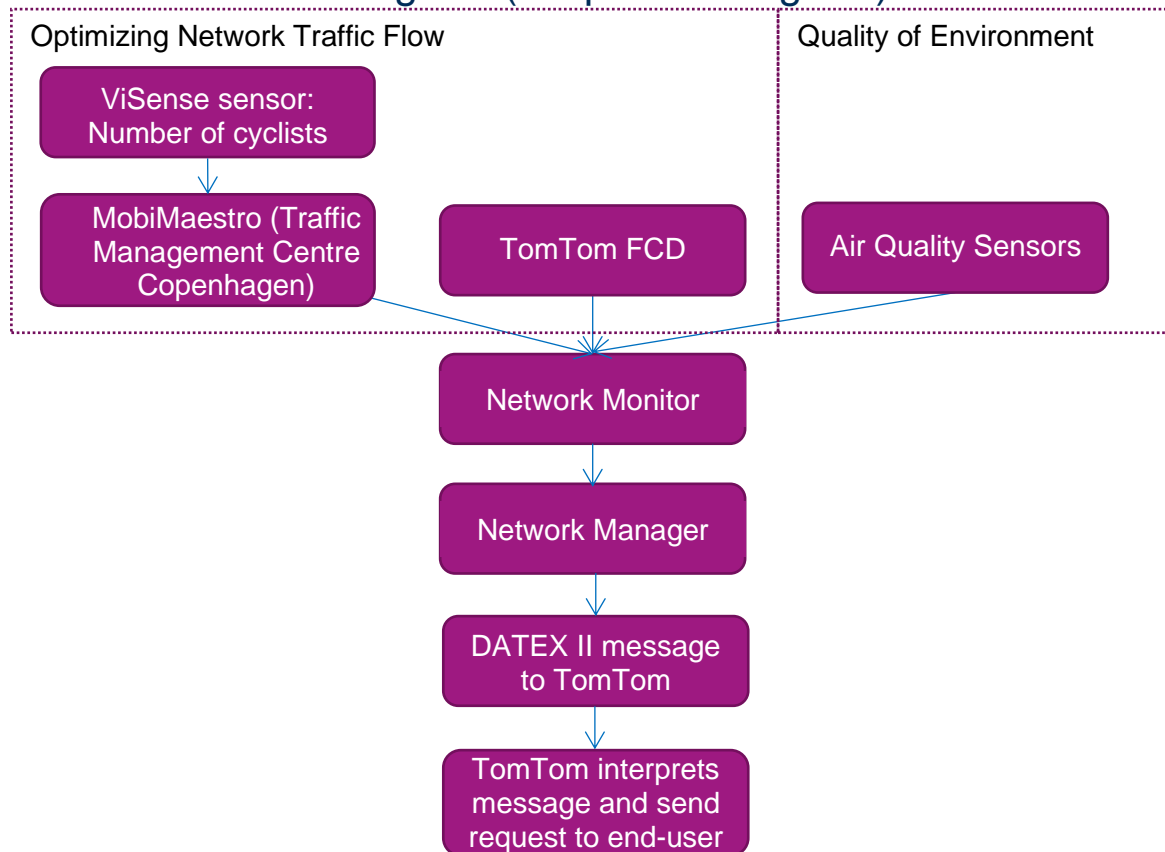 Optimizing Network Traffic Flow
Quality of Environment
ViSense sensor:
Number of cyclists
MobiMaestro (Traffic
Management Centre
Copenhagen)
TomTom FCD
Air Quality Sensors
Network Monitor
Network Manager
DATEX II message
to TomTom
TomTom interprets
message and send
request to end-user